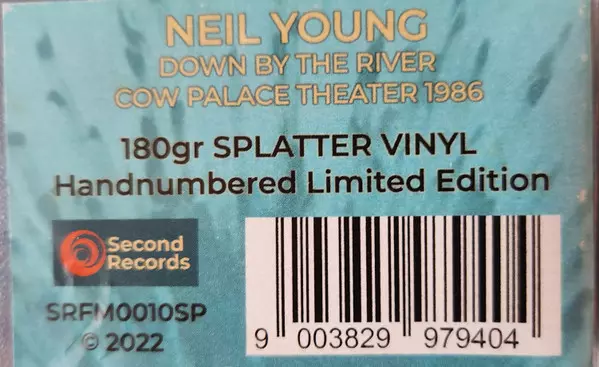 NEIL YOUNG
DOWN BY THE RIVER
COW PALACE THEATER 1986
180gr SPLATTER VINYL
Handnumbered Limited Edition
Second
Records
SRFM0010SP
© 2022
9 003829 979404